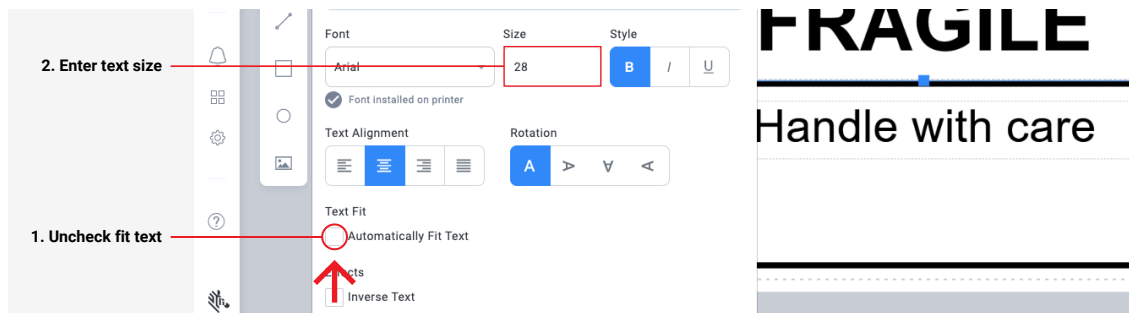 FRAGILE
Font
Size
Style
2. Enter text size
Arial
28
B I U
Font installed on printer
Handle with care
Text Alignment
Rotation
A A A A
Text Fit
1. Uncheck fit text
Automatically Fit Text
Effects
Inverse Text